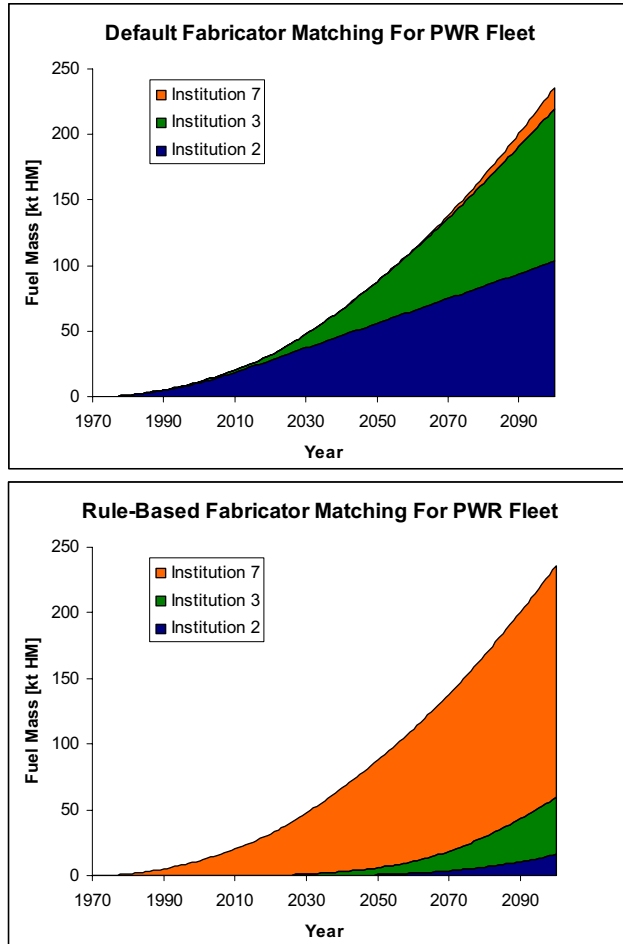 Default Fabricator Matching For PWR Fleet
250
200
150
100
50
0
Fuel Mass [kt HM]
Institution 7
Institution 3
Institution 2
1970 1990 2010 2030 2050 2070 2090
Year
Rule-Based Fabricator Matching For PWR Fleet
250
200
150
100
50
0
Fuel Mass [kt HM]
Institution 7
Institution 3
Institution 2
1970 1990 2010 2030 2050 2070 2090
Year